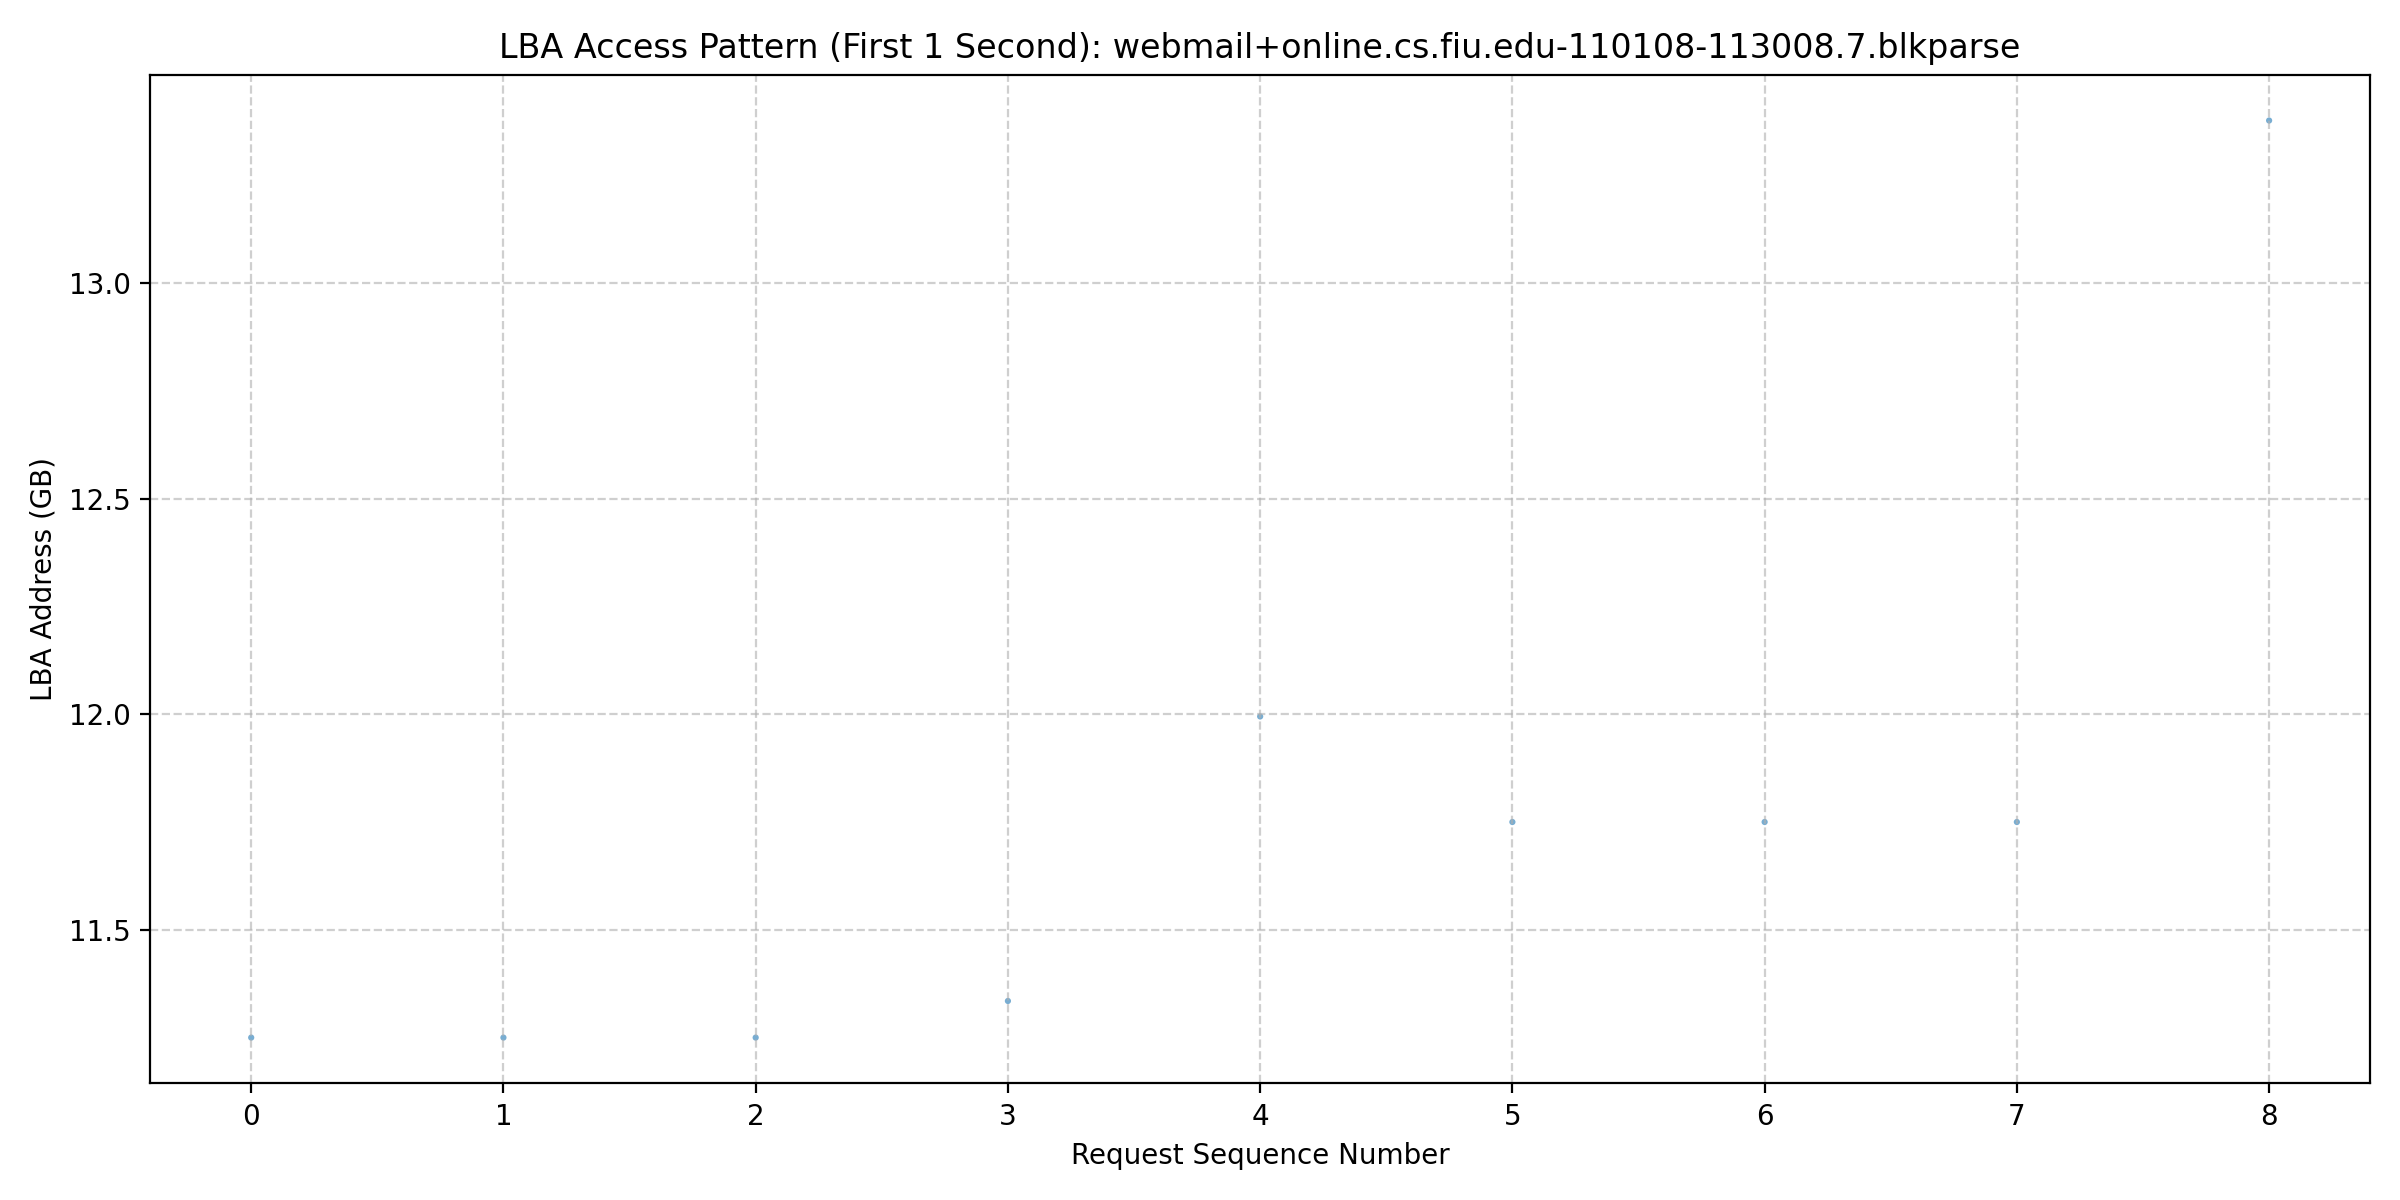 LBA Access Pattern (First 1 Second): webmail+online.cs.fiu.edu-110108-113008.7.blkparse
LBA Address (GB)
13.0
12.5
12.0
11.5
0 1 2 3 4 5 6 7 8
Request Sequence Number